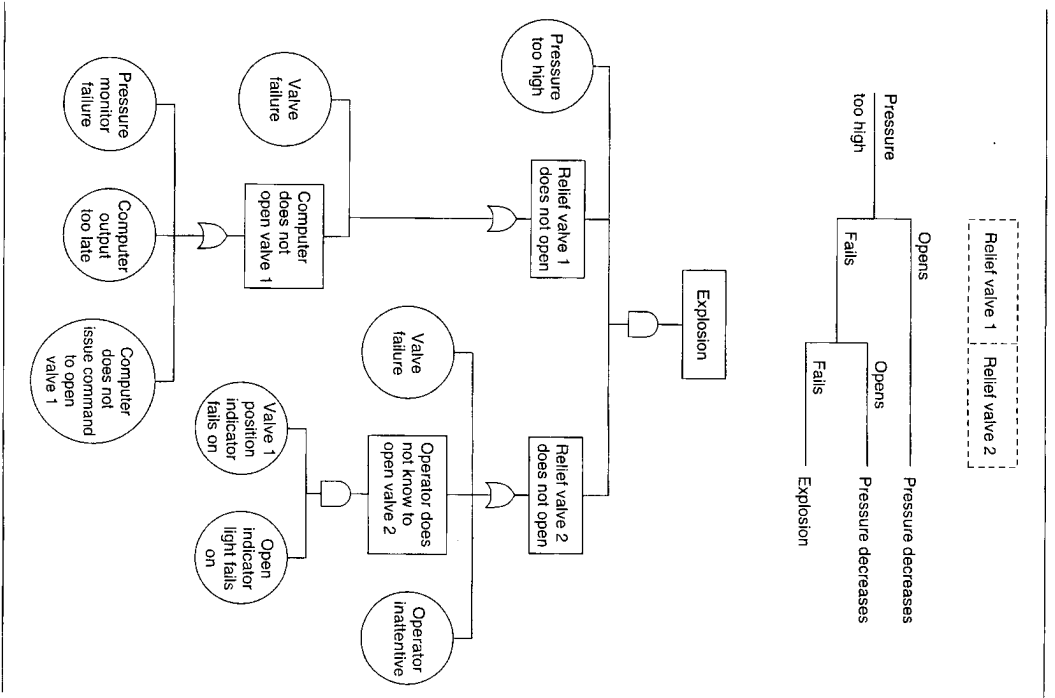 Relief valve 1
Relief valve 2
Pressure
too high
Opens
Fails
Opens
Fails
Pressure decreases
Pressure decreases
Explosion
Explosion
Pressure
too high
Relief valve 1
does not open
Relief valve 2
does not open
Valve
failure
Computer
does not
open valve 1
Valve
failure
Operator does
not know to
open valve 2
Operator
inattentive
Pressure
monitor
failure
Computer
output
too late
Computer
does not
issue command
to open
valve 1
Valve 1
position
indicator
fails on
Open
indicator
light fails
on